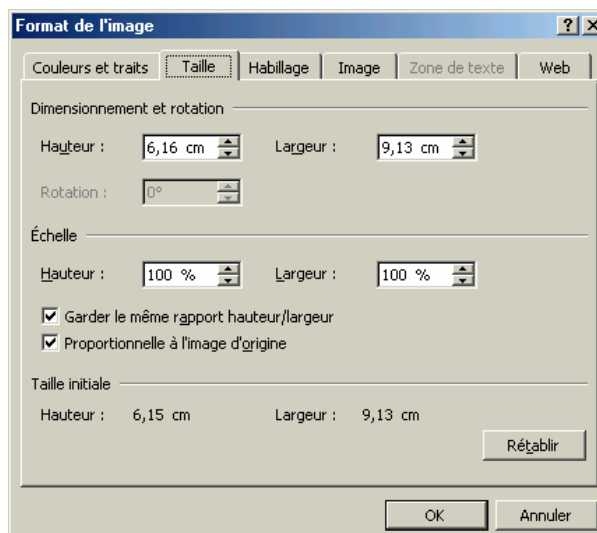 Format de l'image
Couleurs et traits Taille Habillage Image Zone de texte Web
Dimensionnement et rotation
Hauteur : 6,16 cm Largeur : 9,13 cm
Rotation : 0°
Échelle
Hauteur : 100 % Largeur : 100 %
Garder le même rapport hauteur/largeur
Proportionnelle à l'image d'origine
Taille initiale
Hauteur : 6,15 cm Largeur : 9,13 cm
Rétablir
OK Annuler